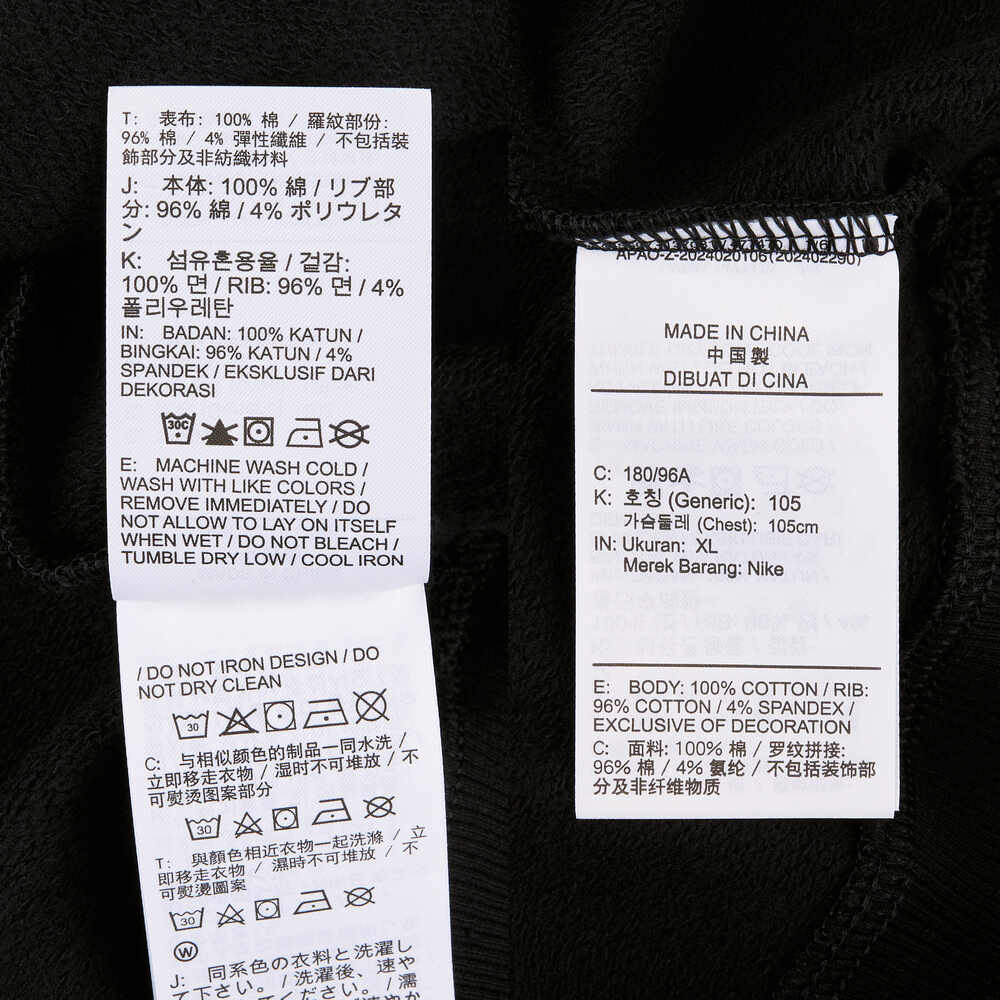 T: 表布: 100% 棉 / 羅紋部份:
96% 棉 / 4% 彈性纖維 / 不包括裝
飾部分及非紡織材料
J: 本体: 100% 綿 / リブ部
分: 96% 綿 / 4% ポリウレタ
ン
K: 섬유혼용율 / 겉감:
100% 면 / RIB: 96% 면 / 4%
폴리우레탄
IN: BADAN: 100% KATUN /
BINGKAI: 96% KATUN / 4%
SPANDEK / EKSKLUSIF DARI
DEKORASI
30C
E: MACHINE WASH COLD /
WASH WITH LIKE COLORS /
REMOVE IMMEDIATELY / DO
NOT ALLOW TO LAY ON ITSELF
WHEN WET / DO NOT BLEACH /
TUMBLE DRY LOW / COOL IRON
/ DO NOT IRON DESIGN / DO
NOT DRY CLEAN
30
C: 与相似颜色的制品一同水洗 /
立即移走衣物 / 湿时不可堆放 / 不
可熨烫图案部分
30
T: 與顏色相近衣物一起洗滌 / 立
即移走衣物 / 濕時不可堆放 / 不
可熨燙圖案
30
W
J: 同系色の衣料と洗濯し
て下さい / 洗濯後、速や
APAO-Z-2024020T06(202402290)
MADE IN CHINA
中国製
DIBUAT DI CINA
C: 180/96A
K: 호칭 (Generic): 105
가슴둘레 (Chest): 105cm
IN: Ukuran: XL
Merek Barang: Nike
E: BODY: 100% COTTON / RIB:
96% COTTON / 4% SPANDEX /
EXCLUSIVE OF DECORATION
C: 面料: 100% 棉 / 罗纹拼接:
96% 棉 / 4% 氨纶 / 不包括装饰部
分及非纤维物质